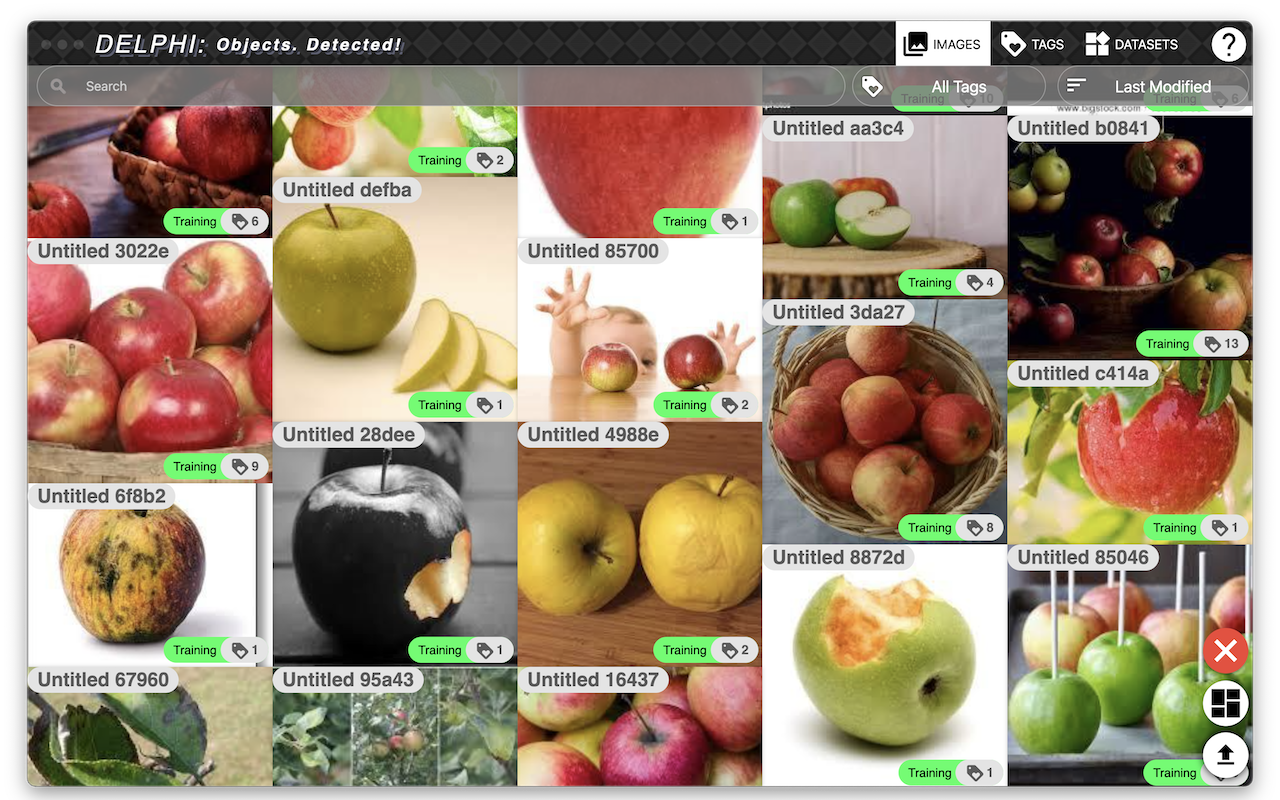 DELPHI: Objects. Detected!
IMAGES
TAGS
DATASETS
?
Search
All Tags
Last Modified
Training 10
Training 6
www.bigstock.com
Training 6
Training 2
Training 1
Untitled aa3c4
Training 4
Untitled b0841
Training 13
Untitled defba
Training 1
Untitled 3022e
Training 9
Untitled 85700
Training 2
Untitled 3da27
Training 8
Untitled c414a
Training 1
Untitled 28dee
Training 1
Untitled 4988e
Training 2
Untitled 6f8b2
Training 1
Untitled 8872d
Training 1
Untitled 85046
Training
Untitled 67960
Untitled 95a43
Untitled 16437